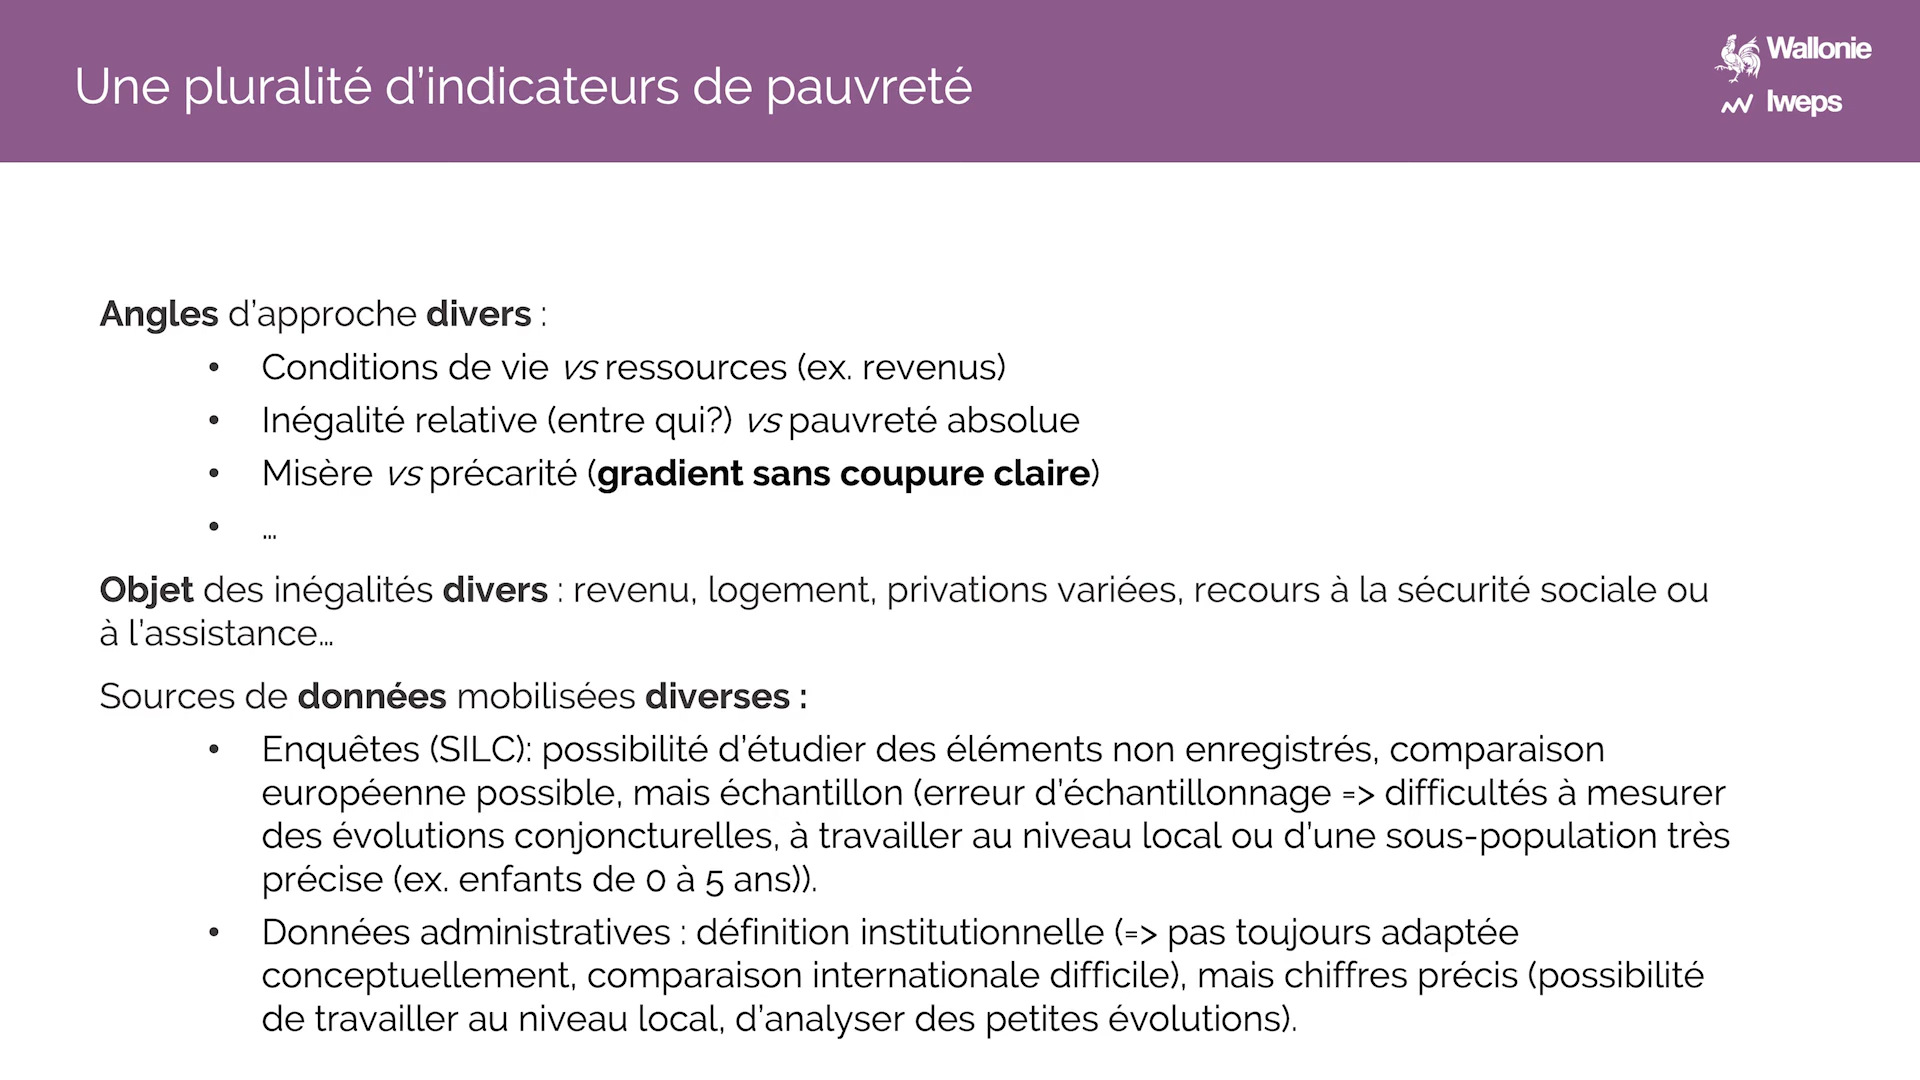 Une pluralité d'indicateurs de pauvreté
Wallonie
Iweps
Angles d'approche divers :
• Conditions de vie vs ressources (ex. revenus)
• Inégalité relative (entre qui?) vs pauvreté absolue
• Misère vs précarité (gradient sans coupure claire)
• ...
Objet des inégalités divers : revenu, logement, privations variées, recours à la sécurité sociale ou
à l'assistance...
Sources de données mobilisées diverses :
• Enquêtes (SILC): possibilité d'étudier des éléments non enregistrés, comparaison
européenne possible, mais échantillon (erreur d'échantillonnage => difficultés à mesurer
des évolutions conjoncturelles, à travailler au niveau local ou d'une sous-population très
précise (ex. enfants de 0 à 5 ans)).
• Données administratives : définition institutionnelle (=> pas toujours adaptée
conceptuellement, comparaison internationale difficile), mais chiffres précis (possibilité
de travailler au niveau local, d'analyser des petites évolutions).